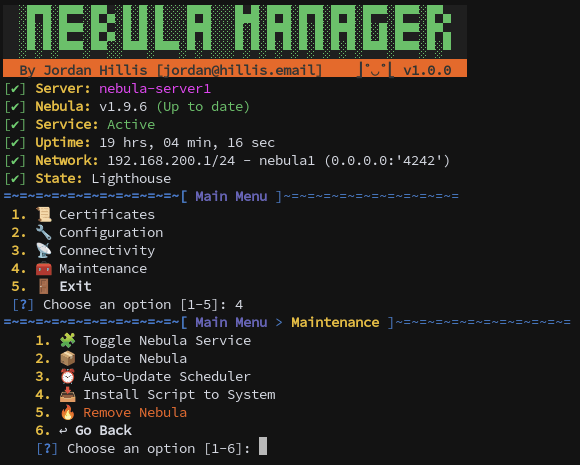 NEBULA MANAGER
By Jordan Hillis [jordan@hillis.email] ⎦˚◡˚⎣ v1.0.0
[✔] Server: nebula-server1
[✔] Nebula: v1.9.6 (Up to date)
[✔] Service: Active
[✔] Uptime: 19 hrs, 04 min, 16 sec
[✔] Network: 192.168.200.1/24 - nebula1 (0.0.0.0:'4242')
[✔] State: Lighthouse
=~=~=~=~=~=~=~=~=~=~=~[ Main Menu ]~=~=~=~=~=~=~=~=~=~=~=
1. 📜 Certificates
2. 🔧 Configuration
3. 📡 Connectivity
4. 🧰 Maintenance
5. 🚪 Exit
[?] Choose an option [1-5]: 4
=~=~=~=~=~=~=~=~=~=~=~[ Main Menu > Maintenance ]~=~=~=~=~=~=~=~=~=~=~=
1. 🧩 Toggle Nebula Service
2. 📦 Update Nebula
3. ⏰ Auto-Update Scheduler
4. 📥 Install Script to System
5. 🔥 Remove Nebula
6. ↩ Go Back
[?] Choose an option [1-6]: